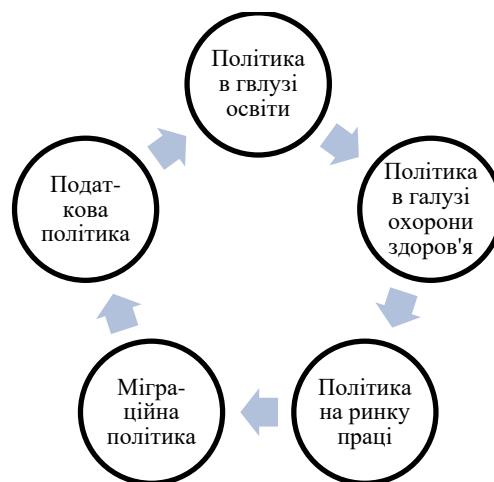 Політика
в гвлузі
освіти
Політика
в галузі
охорони
здоров'я
Політика
на ринку
праці
Мігра-
ційна
політика
Подат-
кова
політика